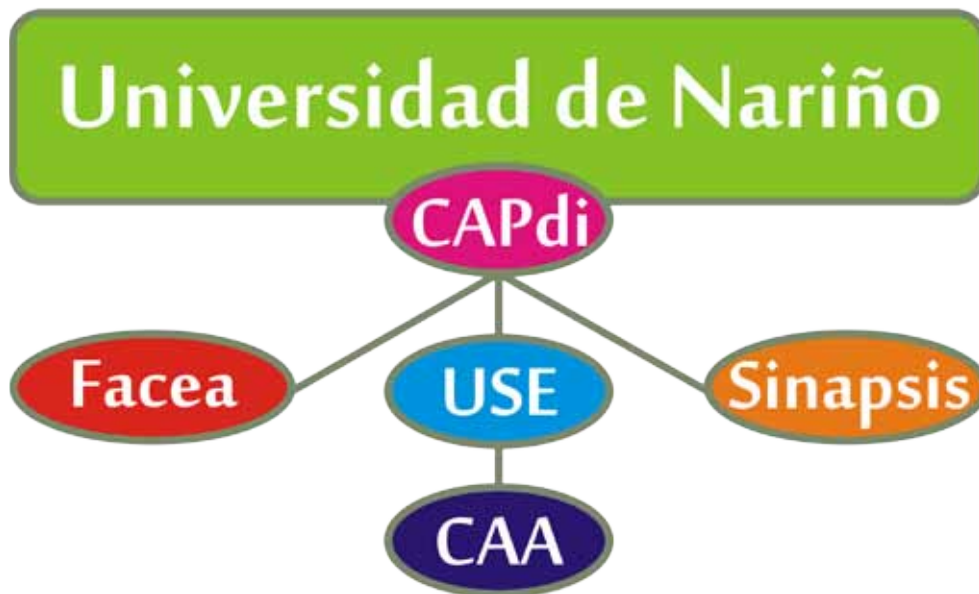 Universidad de Nariño
CAPdi
Facea
USE
Sinapsis
CAA